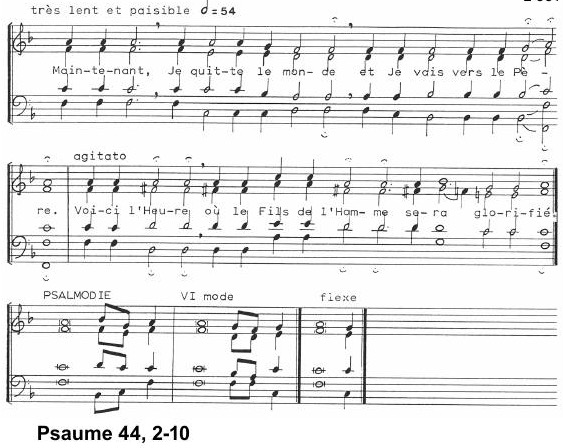 très lent et paisible = 54
Main-te-nant, Je quit-te le mon-de et Je vais vers le Pè -
agitato
re. Voi-ci l'Heu-re où le Fils de l'Hom-me se-ra glo-ri-fié!
PSALMODIE VI mode flexe
Psaume 44, 2-10